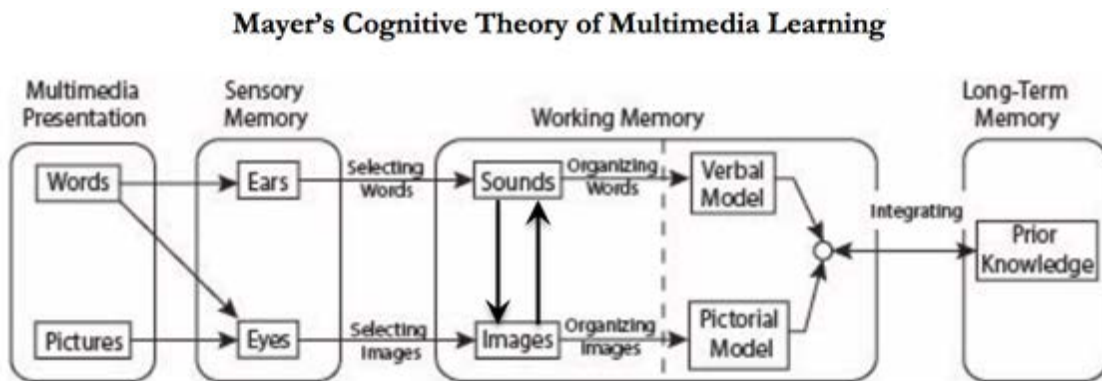 Mayer's Cognitive Theory of Multimedia Learning
Multimedia
Presentation
Sensory
Memory
Working Memory
Long-Term
Memory
Words
Ears
Selecting
Words
Sounds
Organizing
Words
Verbal
Model
Integrating
Prior
Knowledge
Pictures
Eyes
Selecting
Images
Images
Organizing
Images
Pictorial
Model